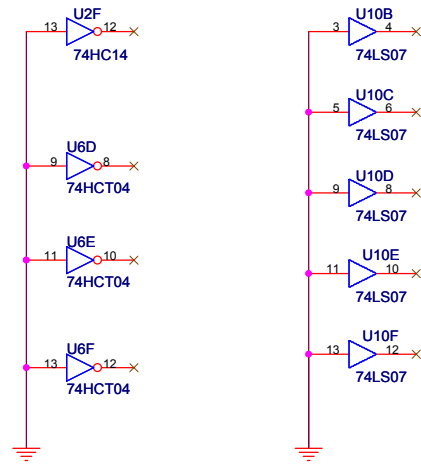 U2F
13 12
74HC14
U6D
9 8
74HCT04
U6E
11 10
74HCT04
U6F
13 12
74HCT04
U10B
3 4
74LS07
U10C
5 6
74LS07
U10D
9 8
74LS07
U10E
11 10
74LS07
U10F
13 12
74LS07